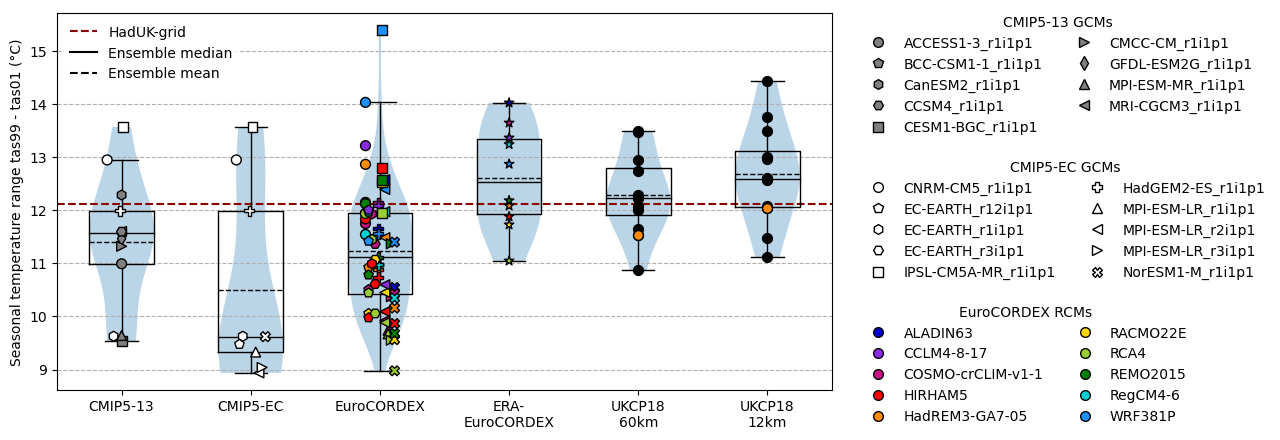 HadUK-grid
Ensemble median
Ensemble mean
Seasonal temperature range tas99 - tas01 (°C)
15
14
13
12
11
10
9
CMIP5-13
CMIP5-EC
EuroCORDEX
ERA-
EuroCORDEX
UKCP18
60km
UKCP18
12km
CMIP5-13 GCMs
ACCESS1-3_r1i1p1
BCC-CSM1-1_r1i1p1
CanESM2_r1i1p1
CCSM4_r1i1p1
CESM1-BGC_r1i1p1
CMCC-CM_r1i1p1
GFDL-ESM2G_r1i1p1
MPI-ESM-MR_r1i1p1
MRI-CGCM3_r1i1p1
CMIP5-EC GCMs
CNRM-CM5_r1i1p1
EC-EARTH_r12i1p1
EC-EARTH_r1i1p1
EC-EARTH_r3i1p1
IPSL-CM5A-MR_r1i1p1
HadGEM2-ES_r1i1p1
MPI-ESM-LR_r1i1p1
MPI-ESM-LR_r2i1p1
MPI-ESM-LR_r3i1p1
NorESM1-M_r1i1p1
EuroCORDEX RCMs
ALADIN63
CCLM4-8-17
COSMO-crCLIM-v1-1
HIRHAM5
HadREM3-GA7-05
RACMO22E
RCA4
REMO2015
RegCM4-6
WRF381P